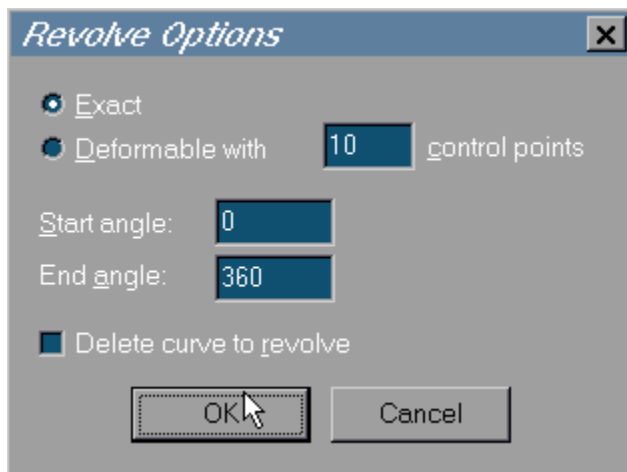 Revolve Options
Exact
Deformable with 10 control points
Start angle: 0
End angle: 360
Delete curve to revolve
OK Cancel